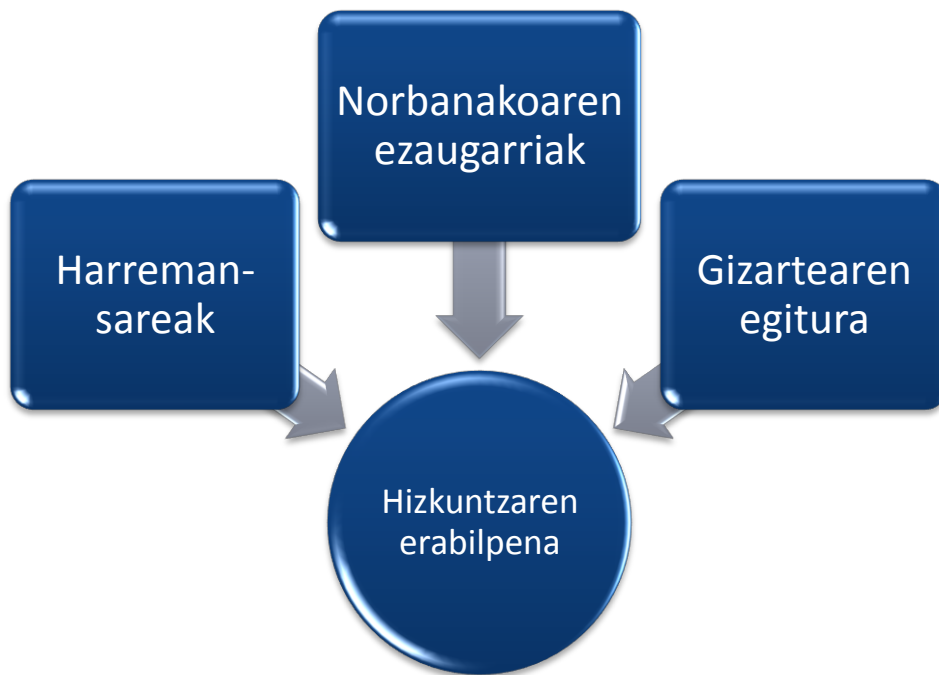 Norbanakoaren
ezaugarriak
Harreman-
sareak
Gizartearen
egitura
Hizkuntzaren
erabilpena